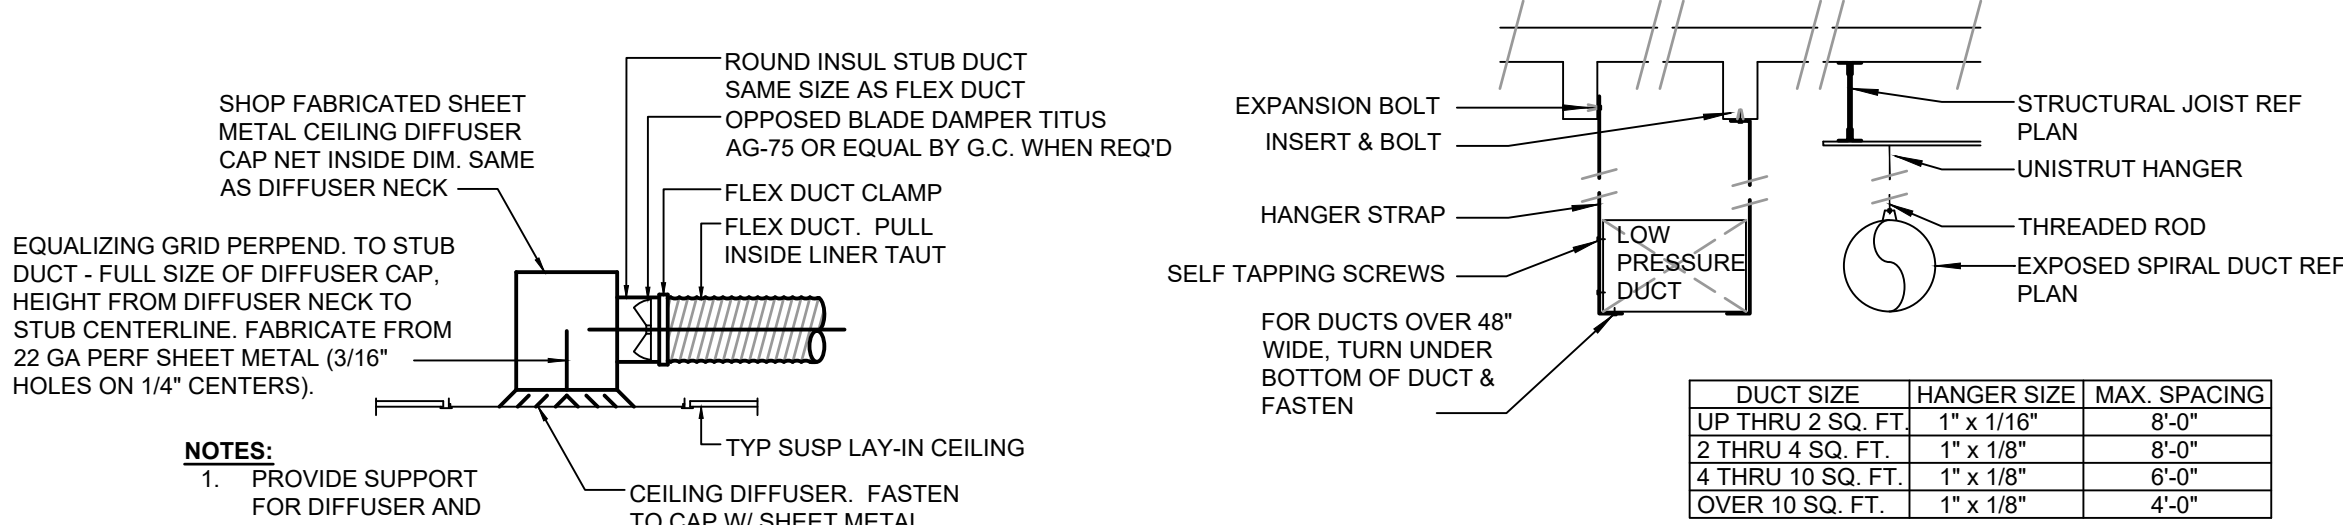 ROUND INSUL STUB DUCT
SAME SIZE AS FLEX DUCT
OPPOSED BLADE DAMPER TITUS
AG-75 OR EQUAL BY G.C. WHEN REQ'D
FLEX DUCT CLAMP
FLEX DUCT. PULL
INSIDE LINER TAUT
SHOP FABRICATED SHEET
METAL CEILING DIFFUSER
CAP NET INSIDE DIM. SAME
AS DIFFUSER NECK
EQUALIZING GRID PERPEND. TO STUB
DUCT - FULL SIZE OF DIFFUSER CAP,
HEIGHT FROM DIFFUSER NECK TO
STUB CENTERLINE. FABRICATE FROM
22 GA PERF SHEET METAL (3/16"
HOLES ON 1/4" CENTERS).
TYP SUSP LAY-IN CEILING
CEILING DIFFUSER. FASTEN
TO CAP W/ SHEET METAL
NOTES:
1. PROVIDE SUPPORT
FOR DIFFUSER AND
EXPANSION BOLT
INSERT & BOLT
HANGER STRAP
SELF TAPPING SCREWS
FOR DUCTS OVER 48"
WIDE, TURN UNDER
BOTTOM OF DUCT &
FASTEN
LOW
PRESSURE
DUCT
STRUCTURAL JOIST REF
PLAN
UNISTRUT HANGER
THREADED ROD
EXPOSED SPIRAL DUCT REF
PLAN
DUCT SIZE HANGER SIZE MAX. SPACING
UP THRU 2 SQ. FT. 1" x 1/16" 8'-0"
2 THRU 4 SQ. FT. 1" x 1/8" 8'-0"
4 THRU 10 SQ. FT. 1" x 1/8" 6'-0"
OVER 10 SQ. FT. 1" x 1/8" 4'-0"